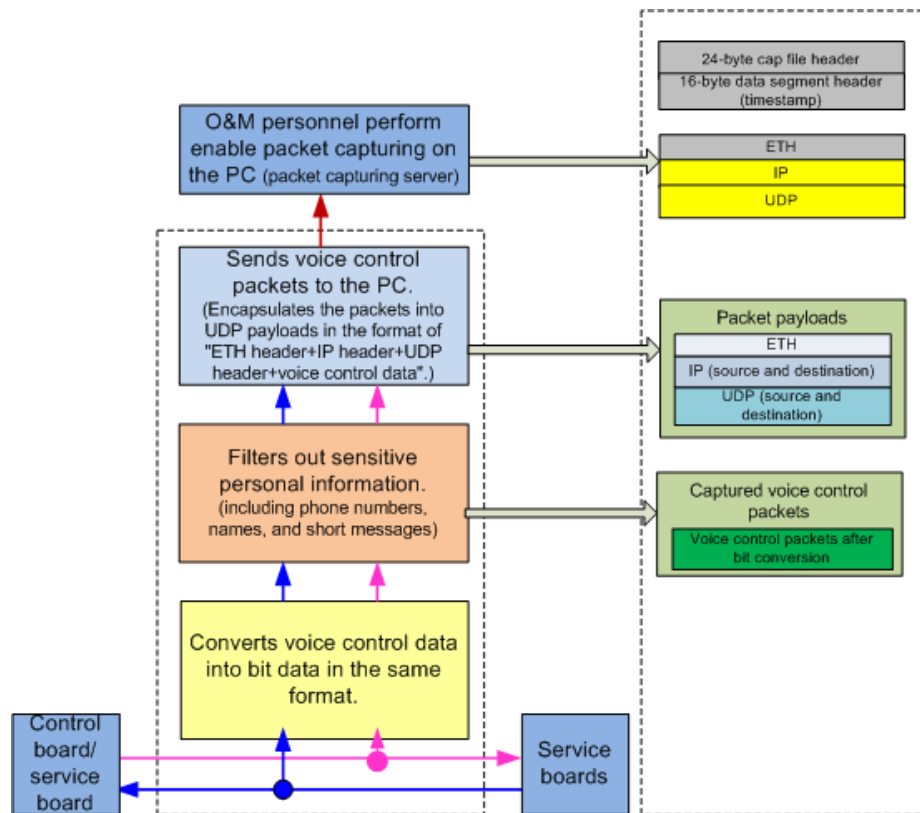 24-byte cap file header
16-byte data segment header
(timestamp)
O&M personnel perform
enable packet capturing on
the PC (packet capturing server)
ETH
IP
UDP
Sends voice control
packets to the PC.
(Encapsulates the packets into
UDP payloads in the format of
"ETH header+IP header+UDP
header+voice control data".)
Packet payloads
ETH
IP (source and destination)
UDP (source and
destination)
Filters out sensitive
personal information.
(including phone numbers,
names, and short messages)
Captured voice control
packets
Voice control packets after
bit conversion
Converts voice control data
into bit data in the same
format.
Control
board/
service
board
Service
boards